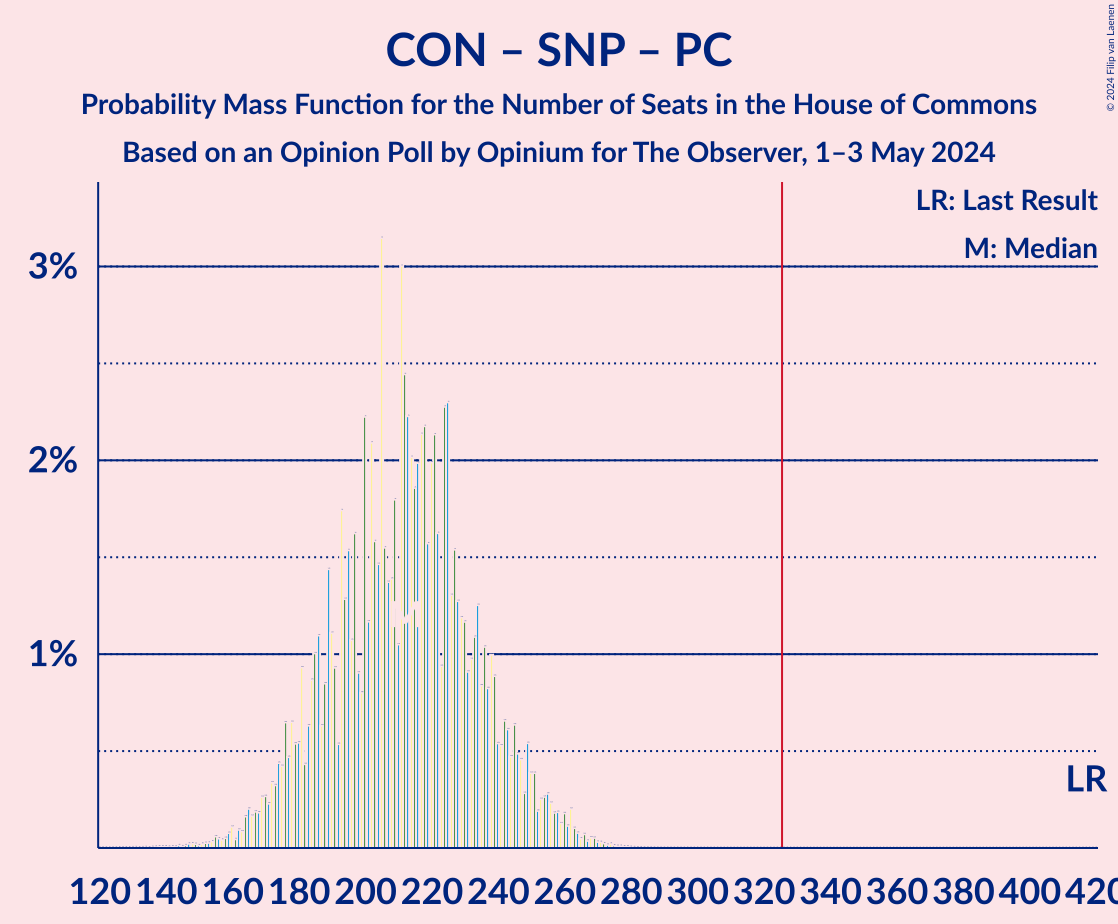 CON – SNP – PC
Probability Mass Function for the Number of Seats in the House of Commons
Based on an Opinion Poll by Opinium for The Observer, 1–3 May 2024
© 2024 Filip van Laenen
LR: Last Result
M: Median
3%
2%
1%
LR
120 140 160 180 200 220 240 260 280 300 320 340 360 380 400 420